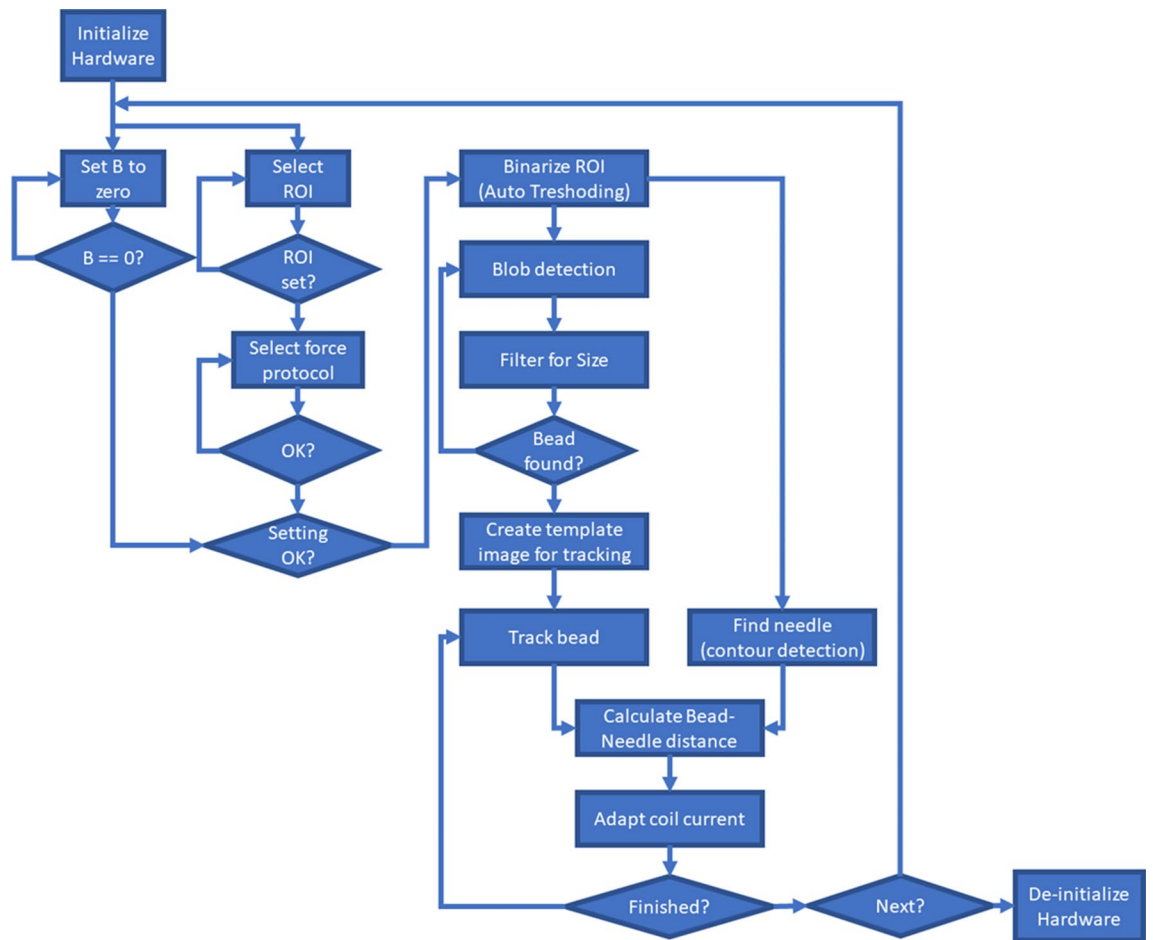 Initialize
Hardware
Set B to
zero
B == 0?
Select
ROI
ROI
set?
Select force
protocol
OK?
Setting
OK?
Binarize ROI
(Auto Treshoding)
Blob detection
Filter for Size
Bead
found?
Create template
image for tracking
Track bead
Find needle
(contour detection)
Calculate Bead-
Needle distance
Adapt coil current
Finished?
Next?
De-initialize
Hardware